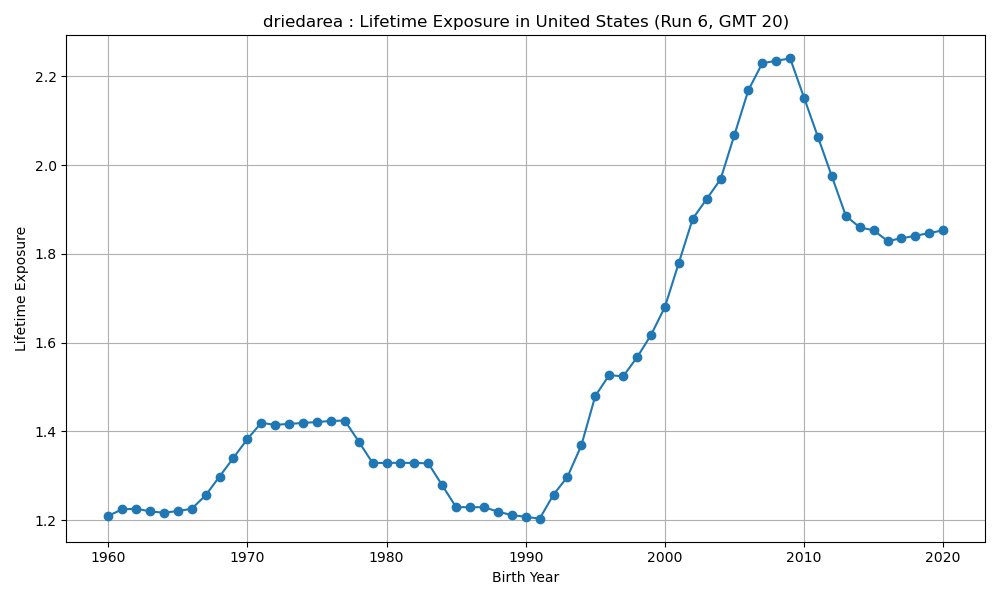 driedarea : Lifetime Exposure in United States (Run 6, GMT 20)
Lifetime Exposure
2.2
2.0
1.8
1.6
1.4
1.2
1960 1970 1980 1990 2000 2010 2020
Birth Year